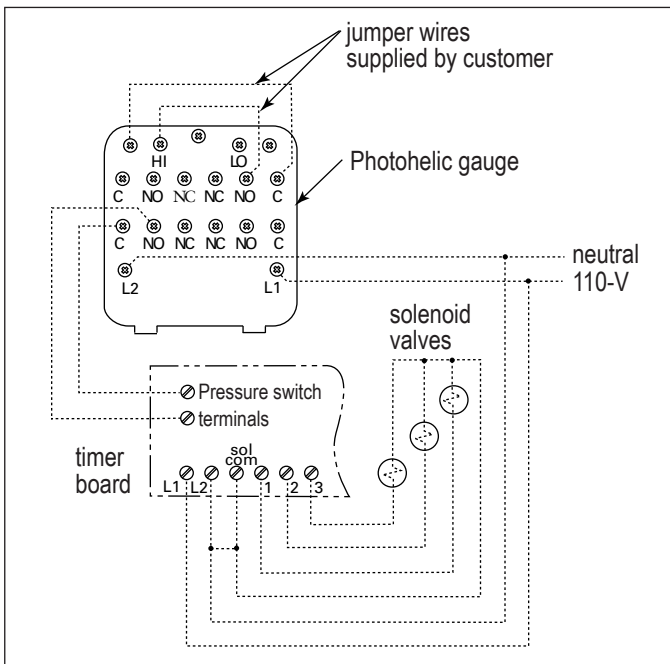 jumper wires
supplied by customer
HI LO
Photohelic gauge
C NO NC NC NO C
C NO NC NC NO C
neutral
L2 L1
110-V
solenoid
valves
Pressure switch
terminals
timer
board
sol
com
L1 L2 1 2 3